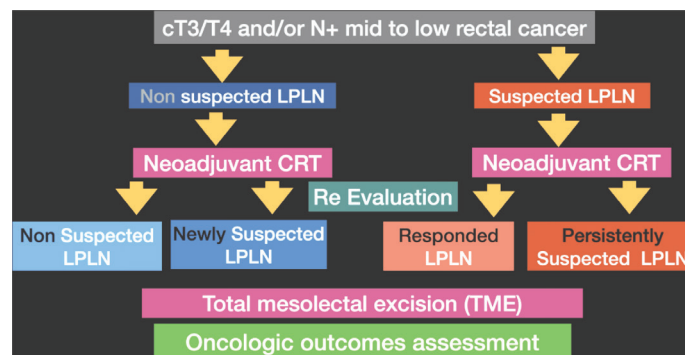 cT3/T4 and/or N+ mid to low rectal cancer
Non suspected LPLN
Suspected LPLN
Neoadjuvant CRT
Neoadjuvant CRT
Re Evaluation
Non Suspected
LPLN
Newly Suspected
LPLN
Responded
LPLN
Persistently
Suspected LPLN
Total mesolectal excision (TME)
Oncologic outcomes assessment